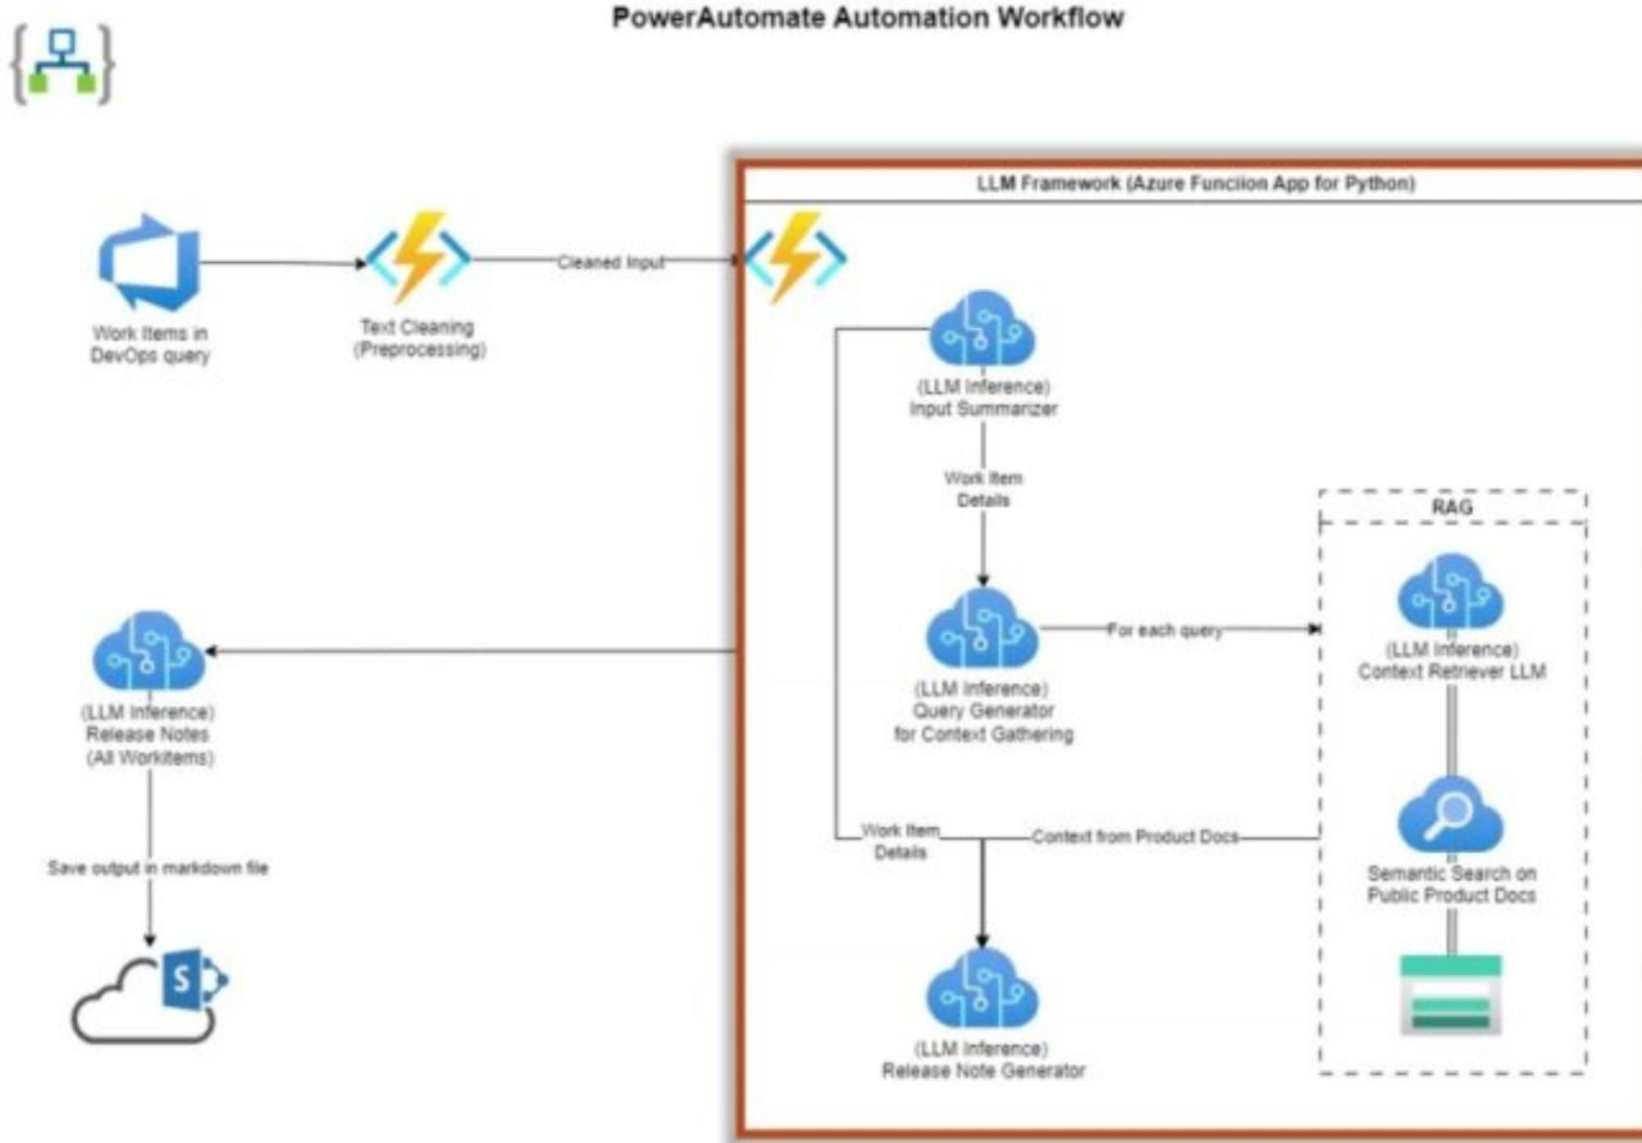 PowerAutomate Automation Workflow
LLM Framework (Azure Funciion App for Python)
Cleaned Input
Work Items in
DevOps query
Text Cleaning
(Preprocessing)
(LLM Inference)
Input Summarizer
Work Item
Details
RAG
For each query
(LLM Inference)
Context Retriever LLM
(LLM Inference)
Query Generator
for Context Gathering
(LLM Inference)
Release Notes
(All Workitems)
Work Item
Details
Context from Product Docs
Save output in markdown file
Semantic Search on
Public Product Docs
S
(LLM Inference)
Release Note Generator